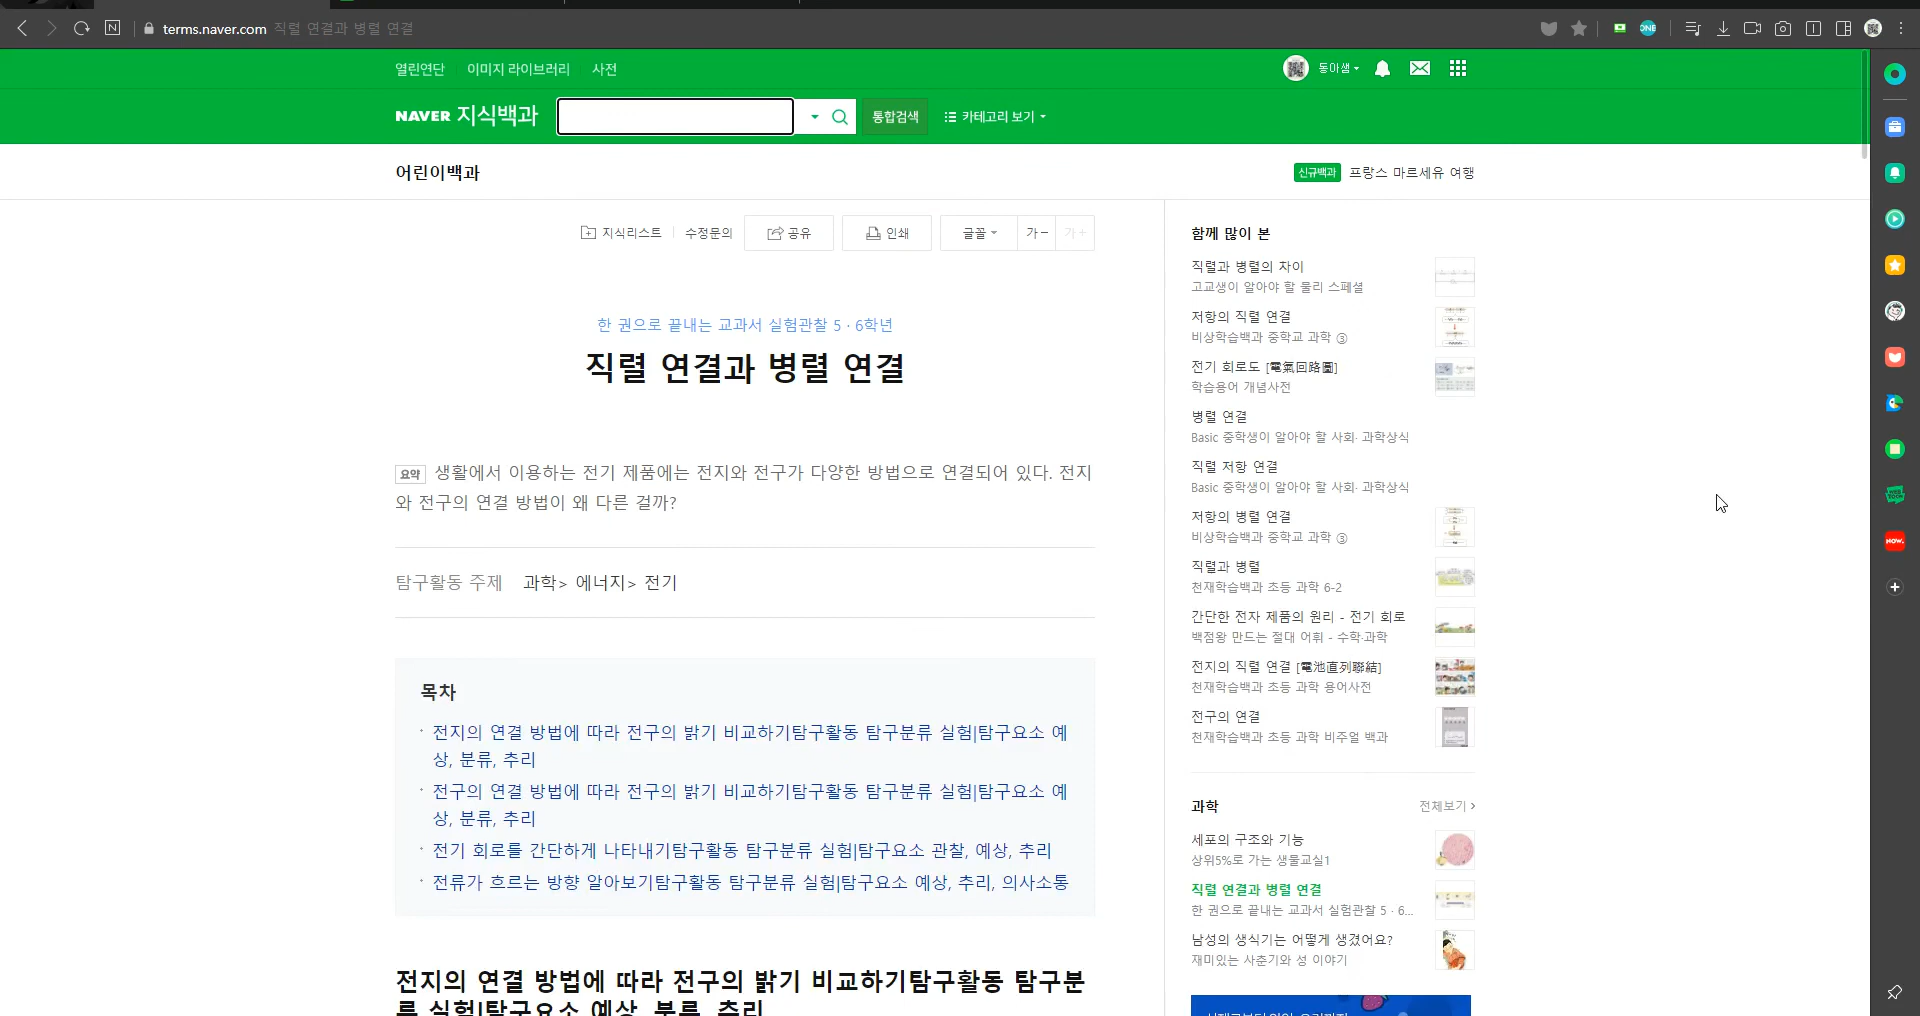 terms.naver.com 직렬 연결과 병렬 연결
ONE
열린연단 이미지 라이브러리 사전
동아샘
NAVER 지식백과
통합검색
카테고리 보기
어린이백과
신규백과 프랑스 마르세유 여행
지식리스트 수정문의 공유 인쇄 글꼴 가- 가+
한 권으로 끝내는 교과서 실험관찰 5 · 6학년
직렬 연결과 병렬 연결
요약 생활에서 이용하는 전기 제품에는 전지와 전구가 다양한 방법으로 연결되어 있다. 전지
와 전구의 연결 방법이 왜 다른 걸까?
탐구활동 주제 과학> 에너지> 전기
목차
· 전지의 연결 방법에 따라 전구의 밝기 비교하기탐구활동 탐구분류 실험|탐구요소 예
상, 분류, 추리
· 전구의 연결 방법에 따라 전구의 밝기 비교하기탐구활동 탐구분류 실험|탐구요소 예
상, 분류, 추리
· 전기 회로를 간단하게 나타내기탐구활동 탐구분류 실험|탐구요소 관찰, 예상, 추리
· 전류가 흐르는 방향 알아보기탐구활동 탐구분류 실험|탐구요소 예상, 추리, 의사소통
전지의 연결 방법에 따라 전구의 밝기 비교하기탐구활동 탐구분
류 실험|탐구요소 예상, 분류, 추리
함께 많이 본
직렬과 병렬의 차이
고교생이 알아야 할 물리 스페셜
저항의 직렬 연결
비상학습백과 중학교 과학 ③
전기 회로도 [電氣回路圖]
학습용어 개념사전
병렬 연결
Basic 중학생이 알아야 할 사회· 과학상식
직렬 저항 연결
Basic 중학생이 알아야 할 사회· 과학상식
저항의 병렬 연결
비상학습백과 중학교 과학 ③
직렬과 병렬
천재학습백과 초등 과학 6-2
간단한 전자 제품의 원리 - 전기 회로
백점왕 만드는 절대 어휘 - 수학·과학
전지의 직렬 연결 [電池直列聯結]
천재학습백과 초등 과학 용어사전
전구의 연결
천재학습백과 초등 과학 비주얼 백과
과학 전체보기 >
세포의 구조와 기능
상위5%로 가는 생물교실1
직렬 연결과 병렬 연결
한 권으로 끝내는 교과서 실험관찰 5 · 6...
남성의 생식기는 어떻게 생겼어요?
재미있는 사춘기와 성 이야기
NOW.